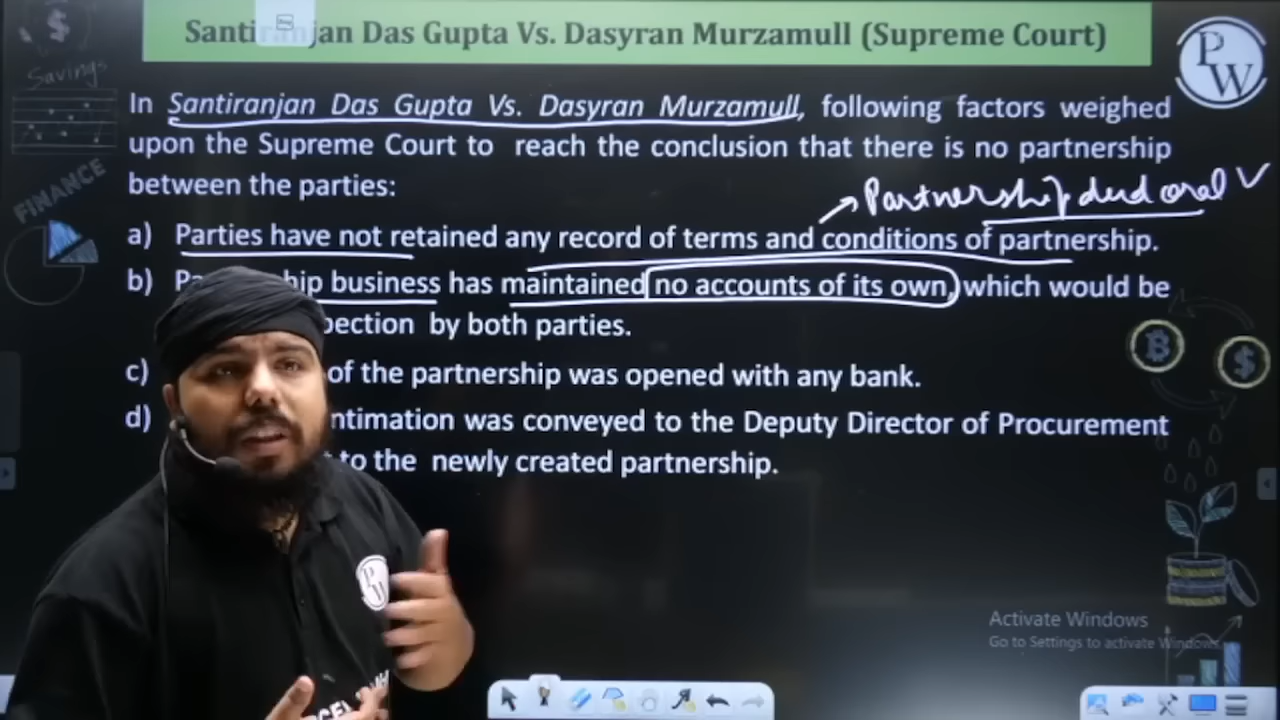 Santiranjan Das Gupta Vs. Dasyran Murzamull (Supreme Court)
PW
Savings
In Santiranjan Das Gupta Vs. Dasyran Murzamull, following factors weighed
upon the Supreme Court to reach the conclusion that there is no partnership
between the parties:
FINANCE
Partnership deed oral
a) Parties have not retained any record of terms and conditions of partnership.
b) business has maintained no accounts of its own, which would be
by both parties.
c) of the partnership was opened with any bank.
d) was conveyed to the Deputy Director of Procurement
to the newly created partnership.
PW
Activate Windows
Go to Settings to activate Windows.